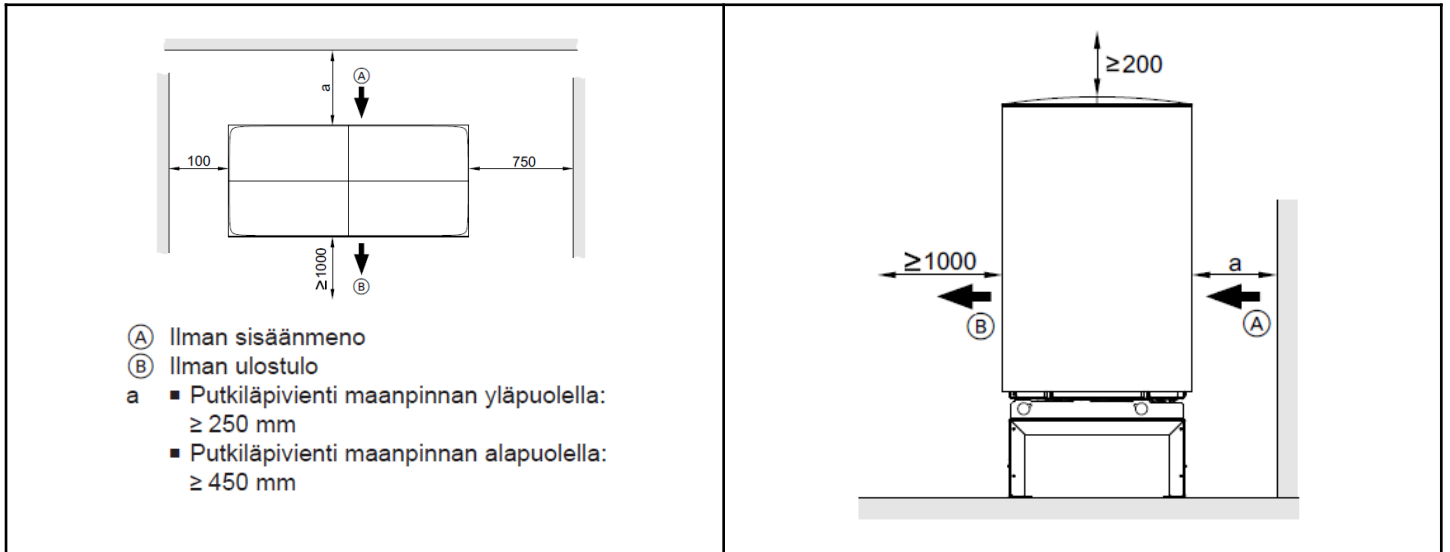 a
Ⓐ
100
750
≥1000
Ⓑ
Ⓐ Ilman sisäänmeno
Ⓑ Ilman ulostulo
a ▪ Putkiläpivienti maanpinnan yläpuolella:
≥ 250 mm
▪ Putkiläpivienti maanpinnan alapuolella:
≥ 450 mm
≥200
≥1000
a
Ⓑ
Ⓐ